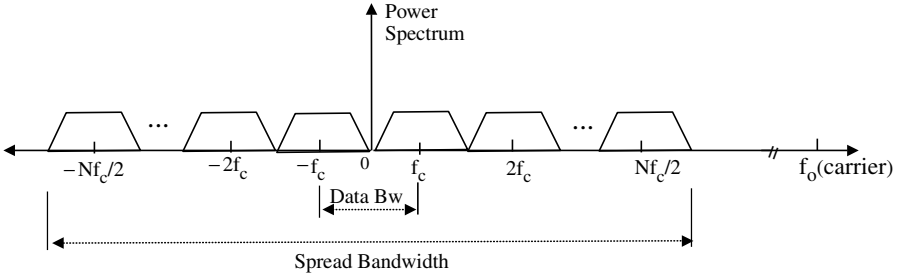 Power
Spectrum
... ...
−Nf_c/2 −2f_c −f_c 0 f_c 2f_c Nf_c/2 f_o(carrier)
Data Bw
Spread Bandwidth